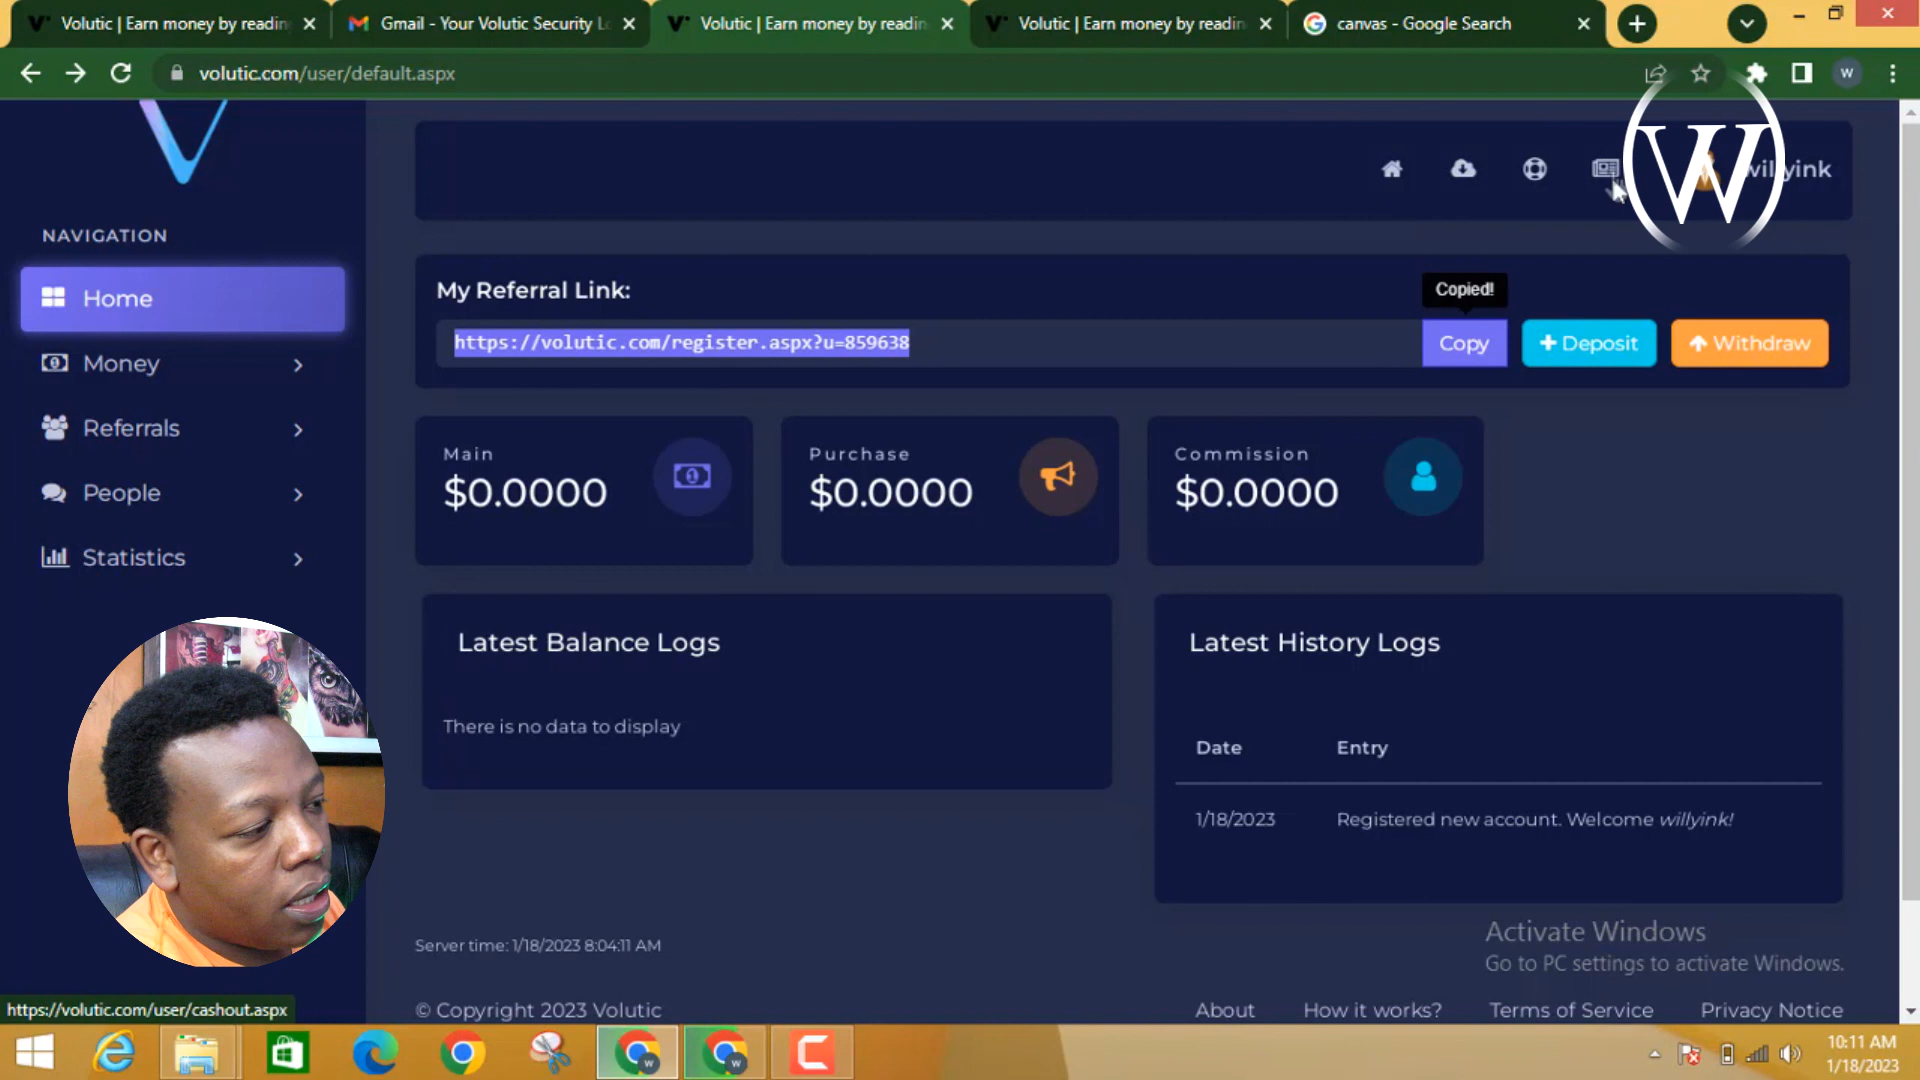 Volutic | Earn money by readin
Gmail - Your Volutic Security Lo
Volutic | Earn money by readin
Volutic | Earn money by readin
canvas - Google Search
volutic.com/user/default.aspx
W
W
willyink
NAVIGATION
Home
Money
Referrals
People
Statistics
My Referral Link:
Copied!
https://volutic.com/register.aspx?u=859638
Copy
Deposit
Withdraw
Main
$0.0000
Purchase
$0.0000
Commission
$0.0000
Latest Balance Logs
There is no data to display
Latest History Logs
Date Entry
1/18/2023 Registered new account. Welcome willyink!
Server time: 1/18/2023 8:04:11 AM
Activate Windows
Go to PC settings to activate Windows.
https://volutic.com/user/cashout.aspx
© Copyright 2023 Volutic
About How it works? Terms of Service Privacy Notice
10:11 AM
1/18/2023